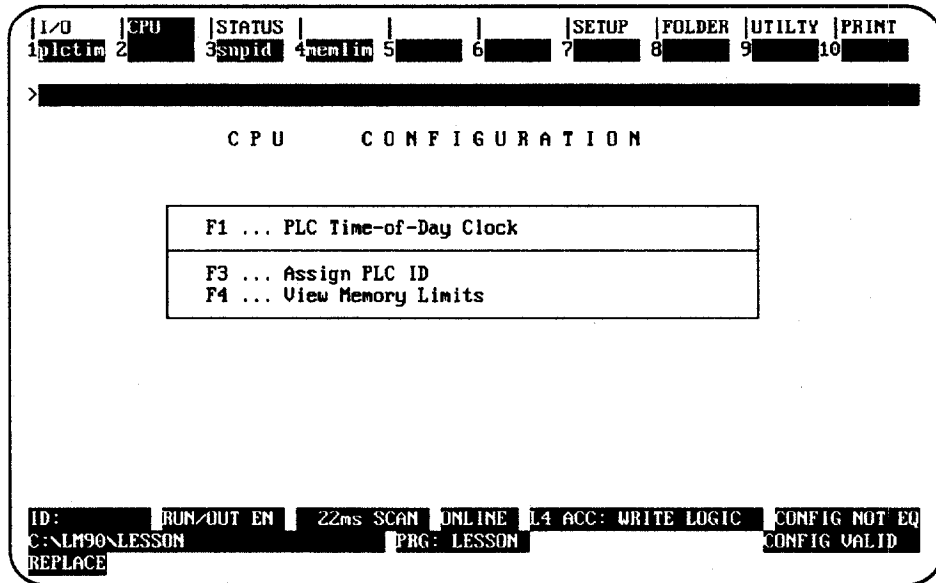 |I/O |CPU |STATUS | | | |SETUP |FOLDER |UTILTY |PRINT
1plctim 2 3snpid 4memlim 5 6 7 8 9 10
>
CPU CONFIGURATION
F1 ... PLC Time-of-Day Clock
F3 ... Assign PLC ID
F4 ... View Memory Limits
ID: RUN/OUT EN 22ms SCAN ONLINE L4 ACC: WRITE LOGIC CONFIG NOT EQ
C:\LM90\LESSON PRG: LESSON CONFIG VALID
REPLACE